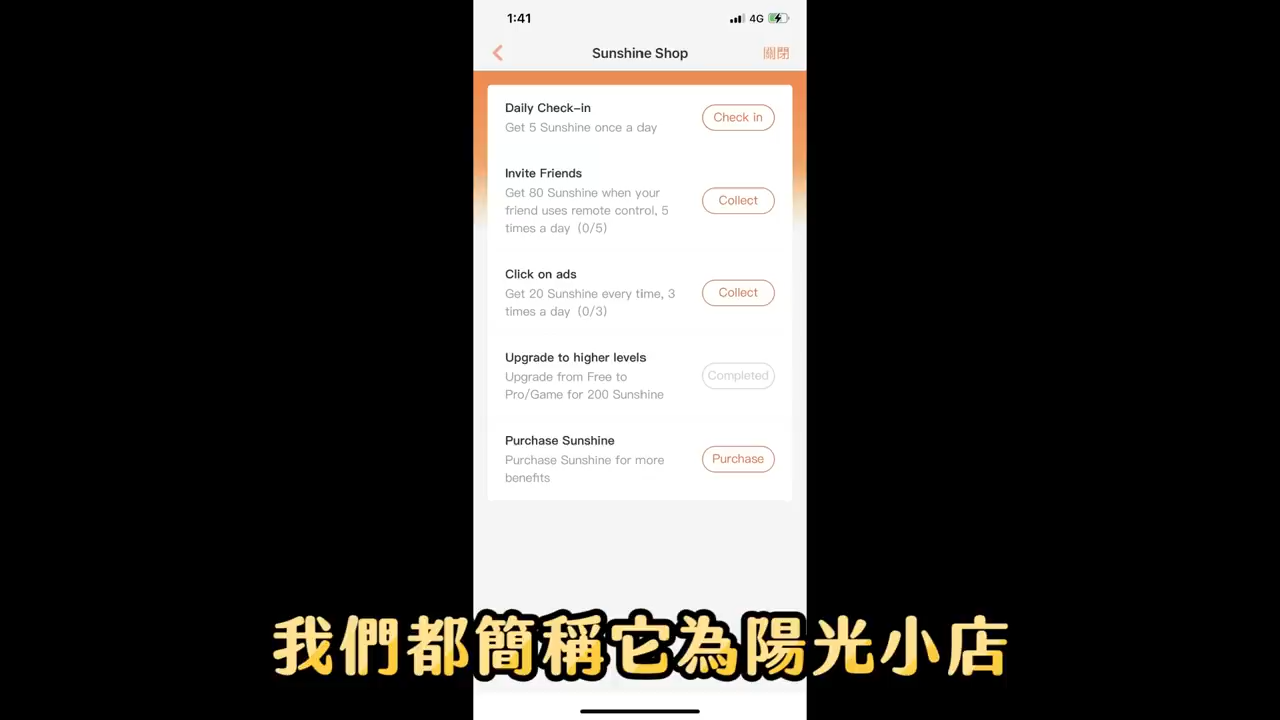 1:41
4G
Sunshine Shop
關閉
Daily Check-in
Get 5 Sunshine once a day
Check in
Invite Friends
Get 80 Sunshine when your
friend uses remote control, 5
times a day (0/5)
Collect
Click on ads
Get 20 Sunshine every time, 3
times a day (0/3)
Collect
Upgrade to higher levels
Upgrade from Free to
Pro/Game for 200 Sunshine
Completed
Purchase Sunshine
Purchase Sunshine for more
benefits
Purchase
我們都簡稱它為陽光小店